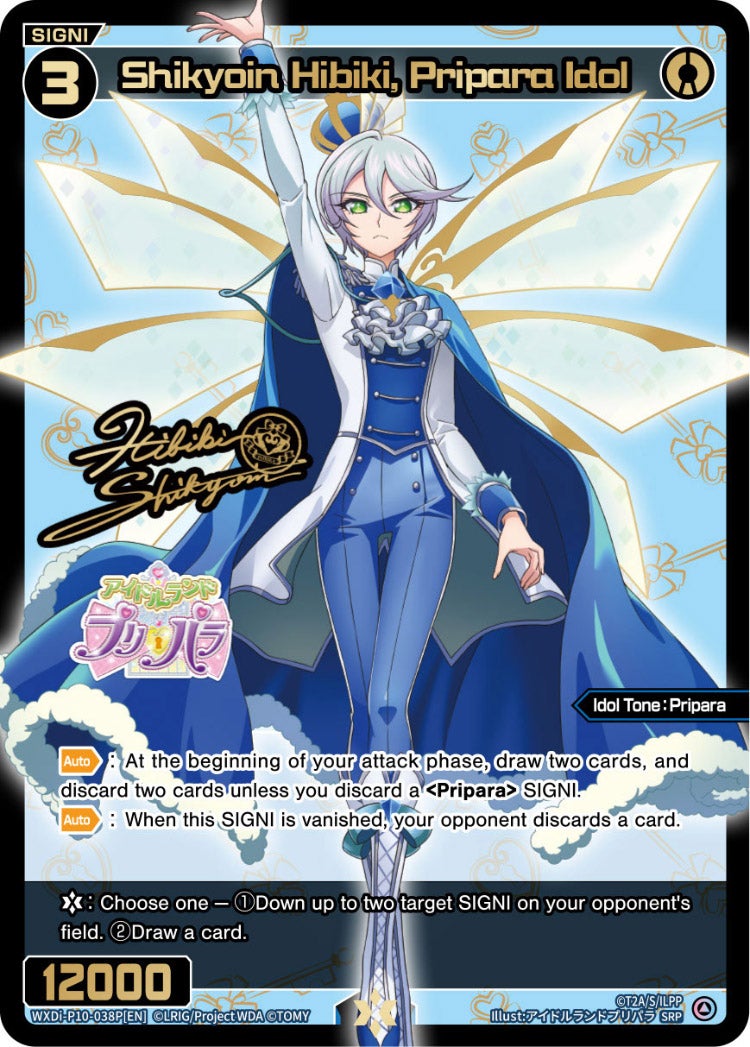 SIGNI
3 Shikyoin Hibiki, Pripara Idol
Hibiki
Shikyoin
アイドルランド
プリパラ
Idol Tone:Pripara
Auto : At the beginning of your attack phase, draw two cards, and
discard two cards unless you discard a <Pripara> SIGNI.
Auto : When this SIGNI is vanished, your opponent discards a card.
: Choose one — ①Down up to two target SIGNI on your opponent's
field. ②Draw a card.
12000
©T2A/S/ILPP
WXDi-P10-038P[EN] ©LRIG/Project WDA ©TOMY Illust:アイドルランドプリパラ SRP